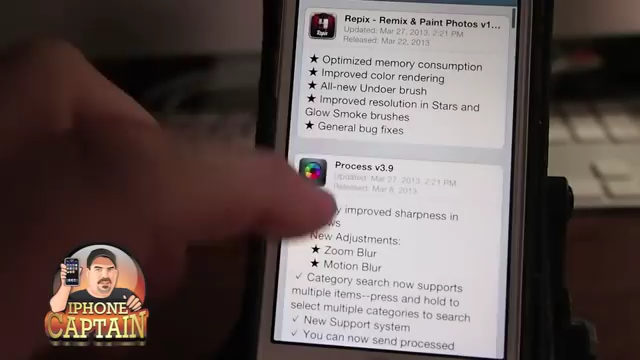 Repix - Remix & Paint Photos v1...
Updated: Mar 27, 2013, 2:21 PM
Released: Mar 22, 2013
Repix
★ Optimized memory consumption
★ Improved color rendering
★ All-new Undoer brush
★ Improved resolution in Stars and
Glow Smoke brushes
★ General bug fixes
Process v3.9
Updated: Mar 27, 2013, 2:21 PM
Released: Mar 8, 2013
improved sharpness in
New Adjustments:
★ Zoom Blur
★ Motion Blur
✓ Category search now supports
multiple items--press and hold to
select multiple categories to search
✓ New Support system
✓ You can now send processed
IPHONE
CAPTAIN